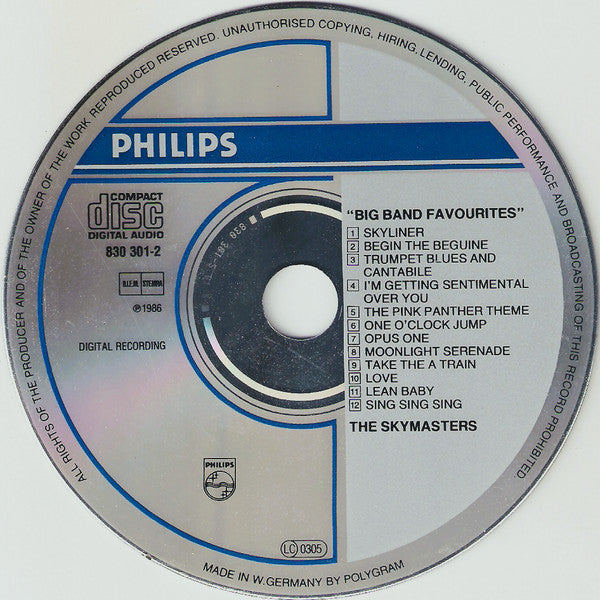 ALL RIGHTS OF THE PRODUCER AND OF THE OWNER OF THE WORK REPRODUCED RESERVED. UNAUTHORISED COPYING, HIRING, LENDING, PUBLIC PERFORMANCE AND BROADCASTING OF THIS RECORD PROHIBITED.
PHILIPS
COMPACT
disc
DIGITAL AUDIO
830 301-2
B.I.E.M. STEMRA
℗1986
DIGITAL RECORDING
830 301-2
"BIG BAND FAVOURITES"
1 SKYLINER
2 BEGIN THE BEGUINE
3 TRUMPET BLUES AND
CANTABILE
4 I'M GETTING SENTIMENTAL
OVER YOU
5 THE PINK PANTHER THEME
6 ONE O'CLOCK JUMP
7 OPUS ONE
8 MOONLIGHT SERENADE
9 TAKE THE A TRAIN
10 LOVE
11 LEAN BABY
12 SING SING SING
THE SKYMASTERS
PHILIPS
LC 0305
MADE IN W.GERMANY BY POLYGRAM